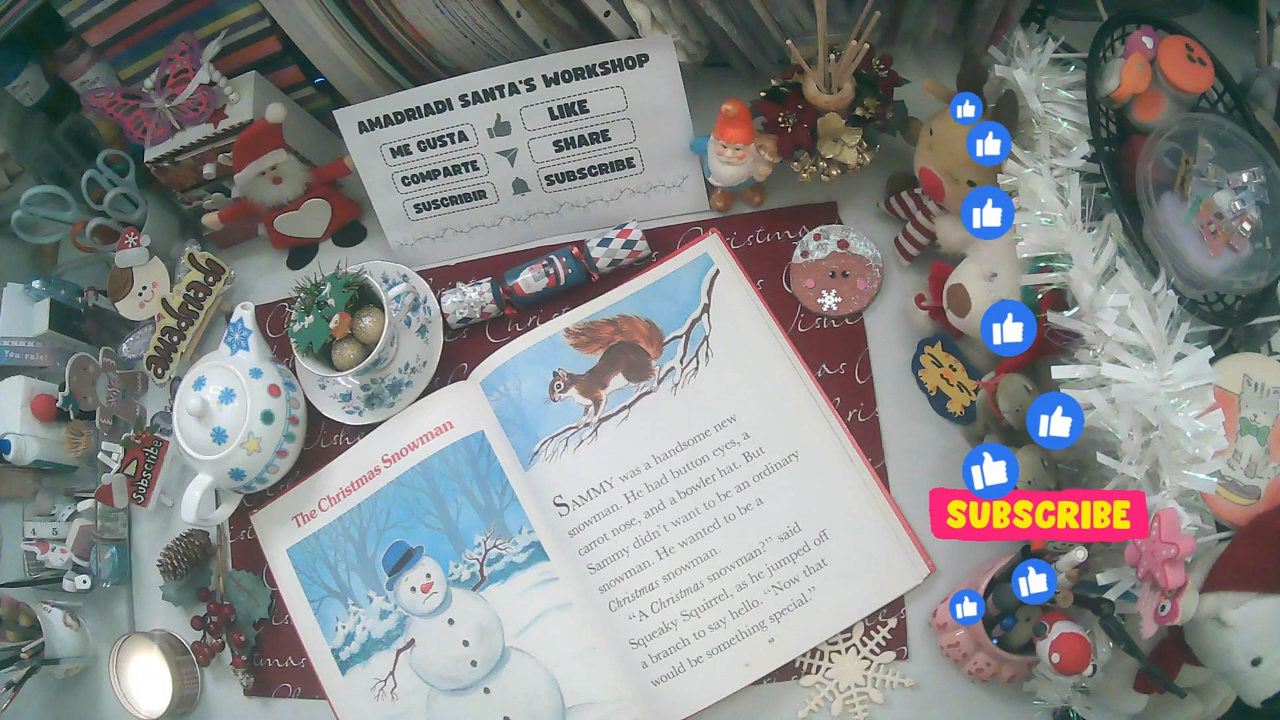 AMADRIADI SANTA'S WORKSHOP
ME GUSTA
LIKE
COMPARTE
SHARE
SUSCRIBIR
SUBSCRIBE
You rule!
Subscribe
The Christmas Snowman
SAMMY was a handsome new
snowman. He had button eyes, a
carrot nose, and a bowler hat. But
Sammy didn't want to be an ordinary
snowman. He wanted to be a
Christmas snowman.
"A Christmas snowman?" said
Squeaky Squirrel, as he jumped off
a branch to say hello. "Now that
would be something special."
SUBSCRIBE